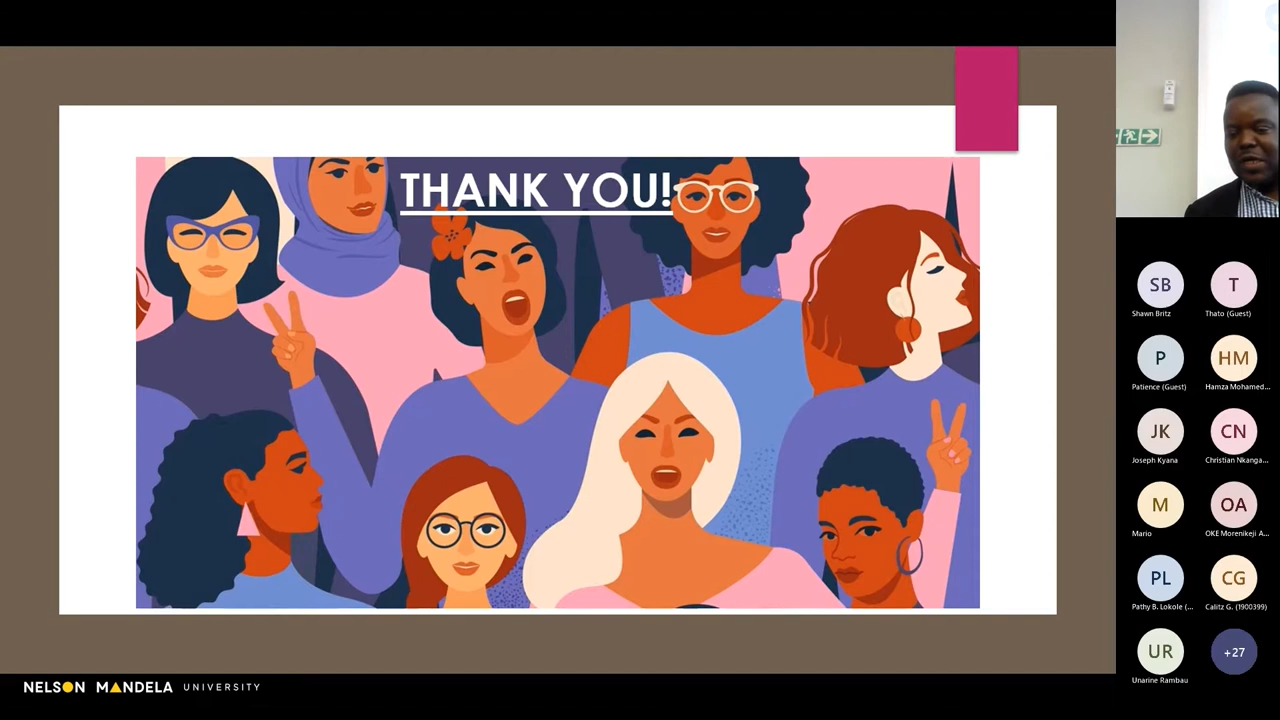 THANK YOU!
SB
T
Shawn Britz
Thato (Guest)
P
HM
Patience (Guest)
Hamza Mohamed...
JK
CN
Joseph Kyana
Christian Nkanga...
M
OA
Mario
OKE Morenikeji A...
PL
CG
Pathy B. Lokole (...
Calitz G. (1900399)
UR
+27
Unarine Rambau
NELSON MANDELA UNIVERSITY